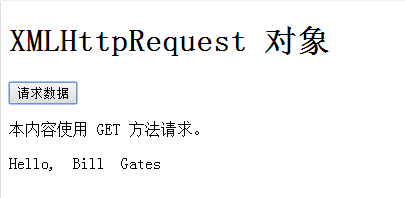 XMLHttpRequest 对象
请求数据
本内容使用 GET 方法请求。
Hello, Bill Gates